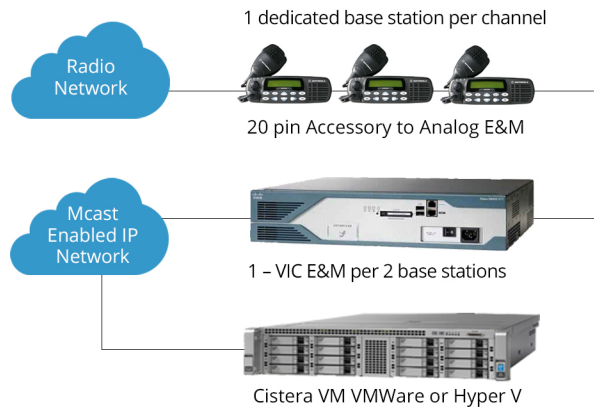 1 dedicated base station per channel
Radio
Network
20 pin Accessory to Analog E&M
Mcast
Enabled IP
Network
1 – VIC E&M per 2 base stations
Cistera VM VMWare or Hyper V